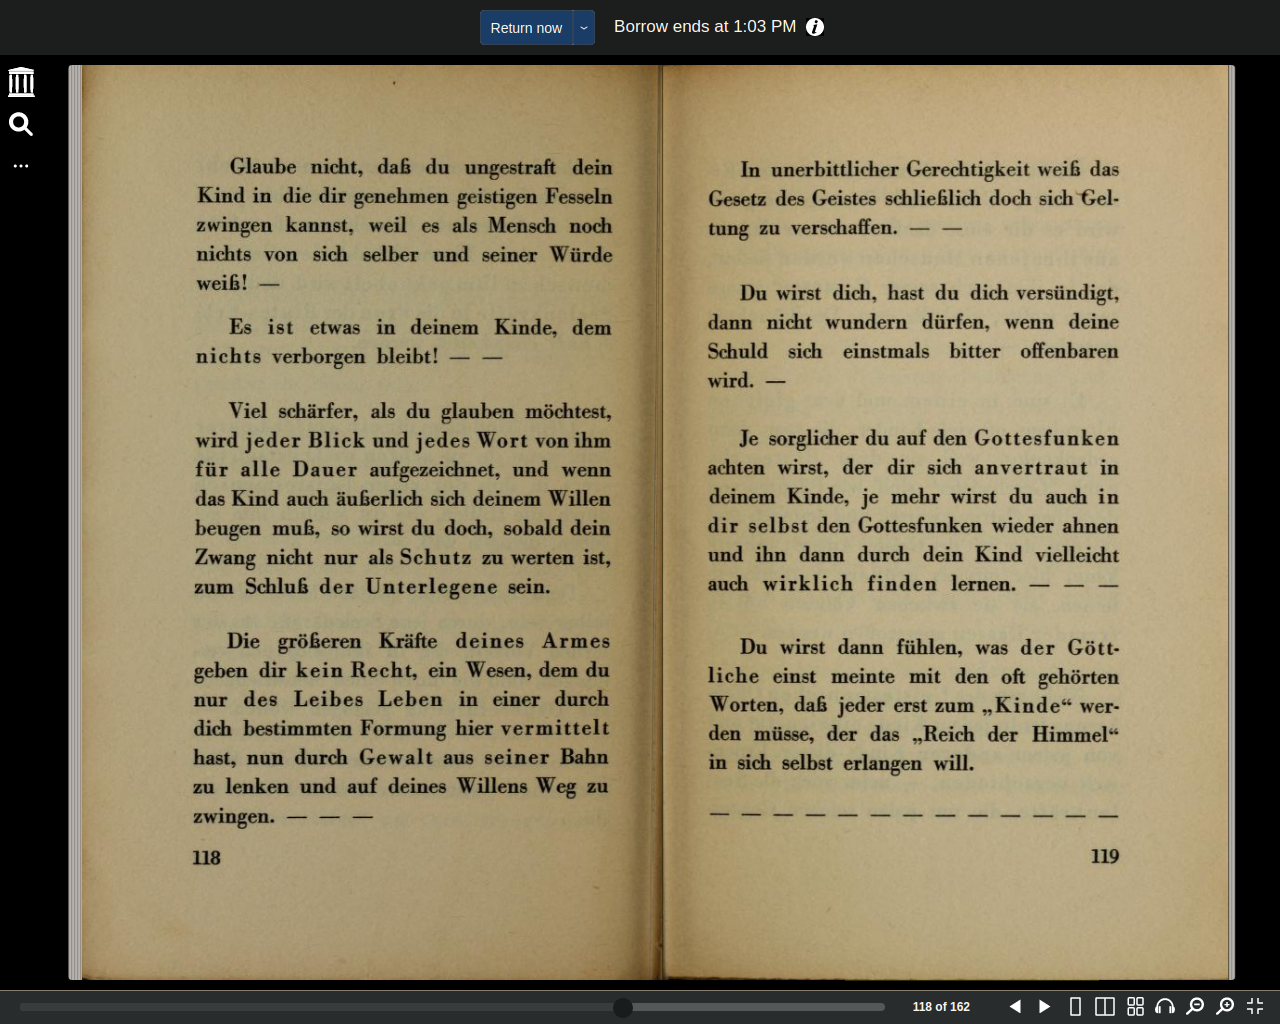 Return now
Borrow ends at 1:03 PM
Glaube nicht, daß du ungestraft dein
Kind in die dir genehmen geistigen Fesseln
zwingen kannst, weil es als Mensch noch
nichts von sich selber und seiner Würde
weiß! —
Es ist etwas in deinem Kinde, dem
nichts verborgen bleibt! — —
Viel schärfer, als du glauben möchtest,
wird jeder Blick und jedes Wort von ihm
für alle Dauer aufgezeichnet, und wenn
das Kind auch äußerlich sich deinem Willen
beugen muß, so wirst du doch, sobald dein
Zwang nicht nur als Schutz zu werten ist,
zum Schluß der Unterlegene sein.
Die größeren Kräfte deines Armes
geben dir kein Recht, ein Wesen, dem du
nur des Leibes Leben in einer durch
dich bestimmten Formung hier vermittelt
hast, nun durch Gewalt aus seiner Bahn
zu lenken und auf deines Willens Weg zu
zwingen. — — —
118
In unerbittlicher Gerechtigkeit weiß das
Gesetz des Geistes schließlich doch sich Gel-
tung zu verschaffen. — —
Du wirst dich, hast du dich versündigt,
dann nicht wundern dürfen, wenn deine
Schuld sich einstmals bitter offenbaren
wird. —
Je sorglicher du auf den Gottesfunken
achten wirst, der dir sich anvertraut in
deinem Kinde, je mehr wirst du auch in
dir selbst den Gottesfunken wieder ahnen
und ihn dann durch dein Kind vielleicht
auch wirklich finden lernen. — — —
Du wirst dann fühlen, was der Gött-
liche einst meinte mit den oft gehörten
Worten, daß jeder erst zum „Kinde“ wer-
den müsse, der das „Reich der Himmel“
in sich selbst erlangen will.
— — — — — — — — — — — — —
119
118 of 162